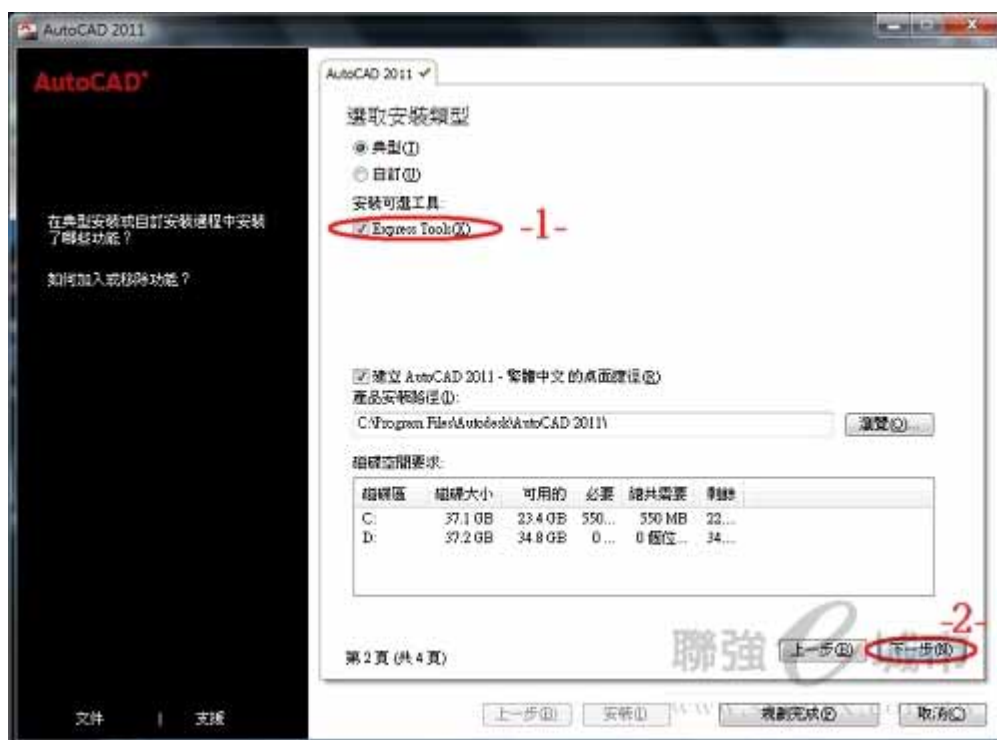 AutoCAD 2011
AutoCAD
在典型安裝或自訂安裝過程中安裝
了哪些功能？
如何加入或移除功能？
文件 | 支援
AutoCAD 2011
選取安裝類型
典型(T)
自訂(U)
安裝可選工具:
Express Tools(X)
-1-
建立 AutoCAD 2011 - 繁體中文 的桌面捷徑(R)
產品安裝路徑(I):
C:\Program Files\Autodesk\AutoCAD 2011\
瀏覽(O)...
磁碟空間要求:
磁碟區 磁碟大小 可用的 必要 總共需要 剩餘
C: 37.1 GB 23.4 GB 550... 550 MB 22....
D: 37.2 GB 34.8 GB 0 ... 0 個位... 34....
-2-
第 2 頁 (共 4 頁)
聯強e城市
上一步(B) 下一步(N)
上一步(B) 安裝(I) 規劃完成(F) 取消(C)